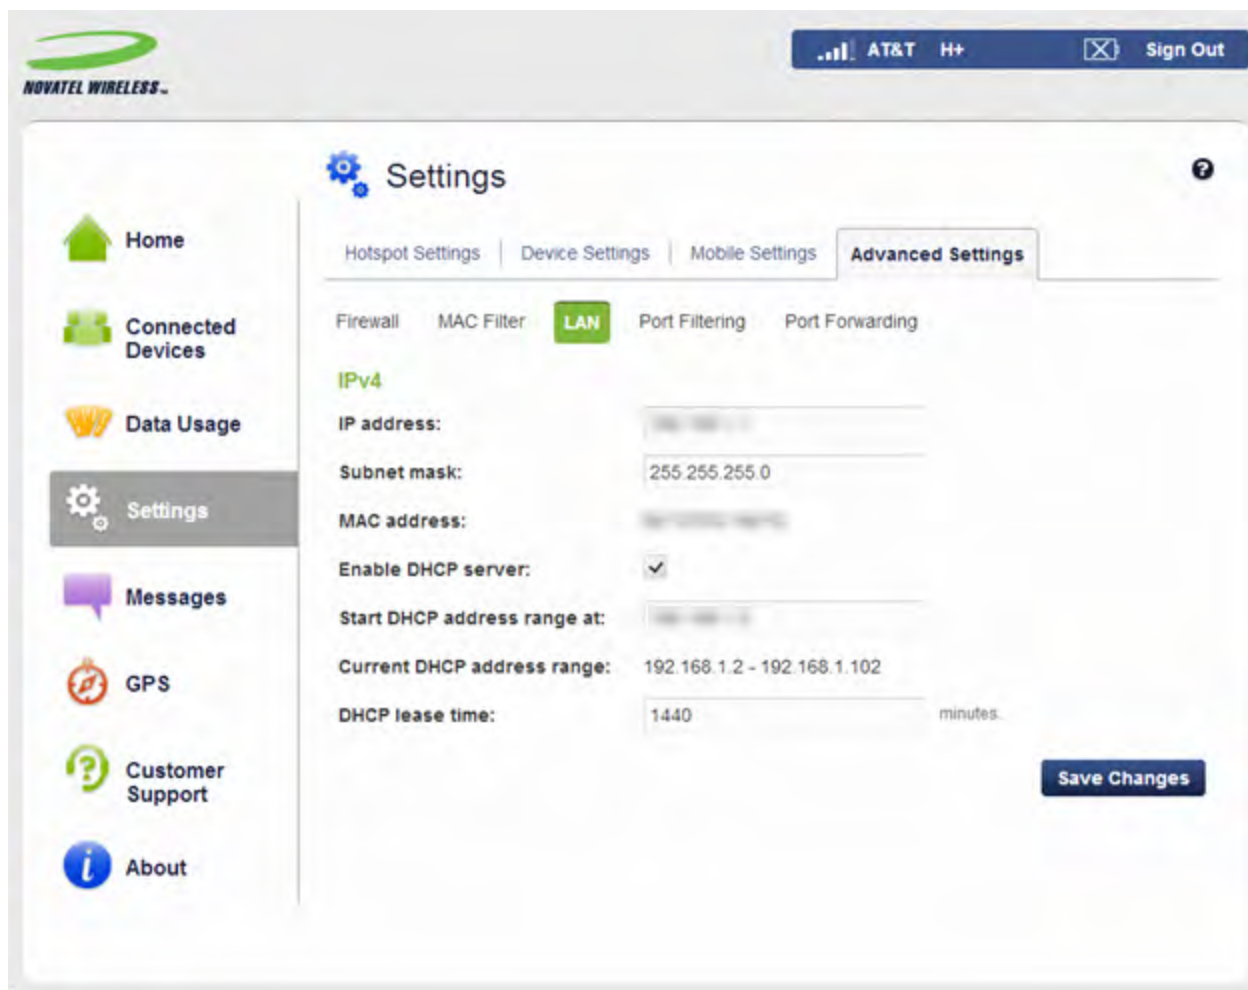 NOVATEL WIRELESS
AT&T H+ Sign Out
Settings
Home
Connected
Devices
Data Usage
Settings
Messages
GPS
Customer
Support
About
Hotspot Settings Device Settings Mobile Settings Advanced Settings
Firewall MAC Filter LAN Port Filtering Port Forwarding
IPv4
IP address:
Subnet mask: 255.255.255.0
MAC address:
Enable DHCP server:
Start DHCP address range at:
Current DHCP address range: 192.168.1.2 - 192.168.1.102
DHCP lease time: 1440 minutes.
Save Changes